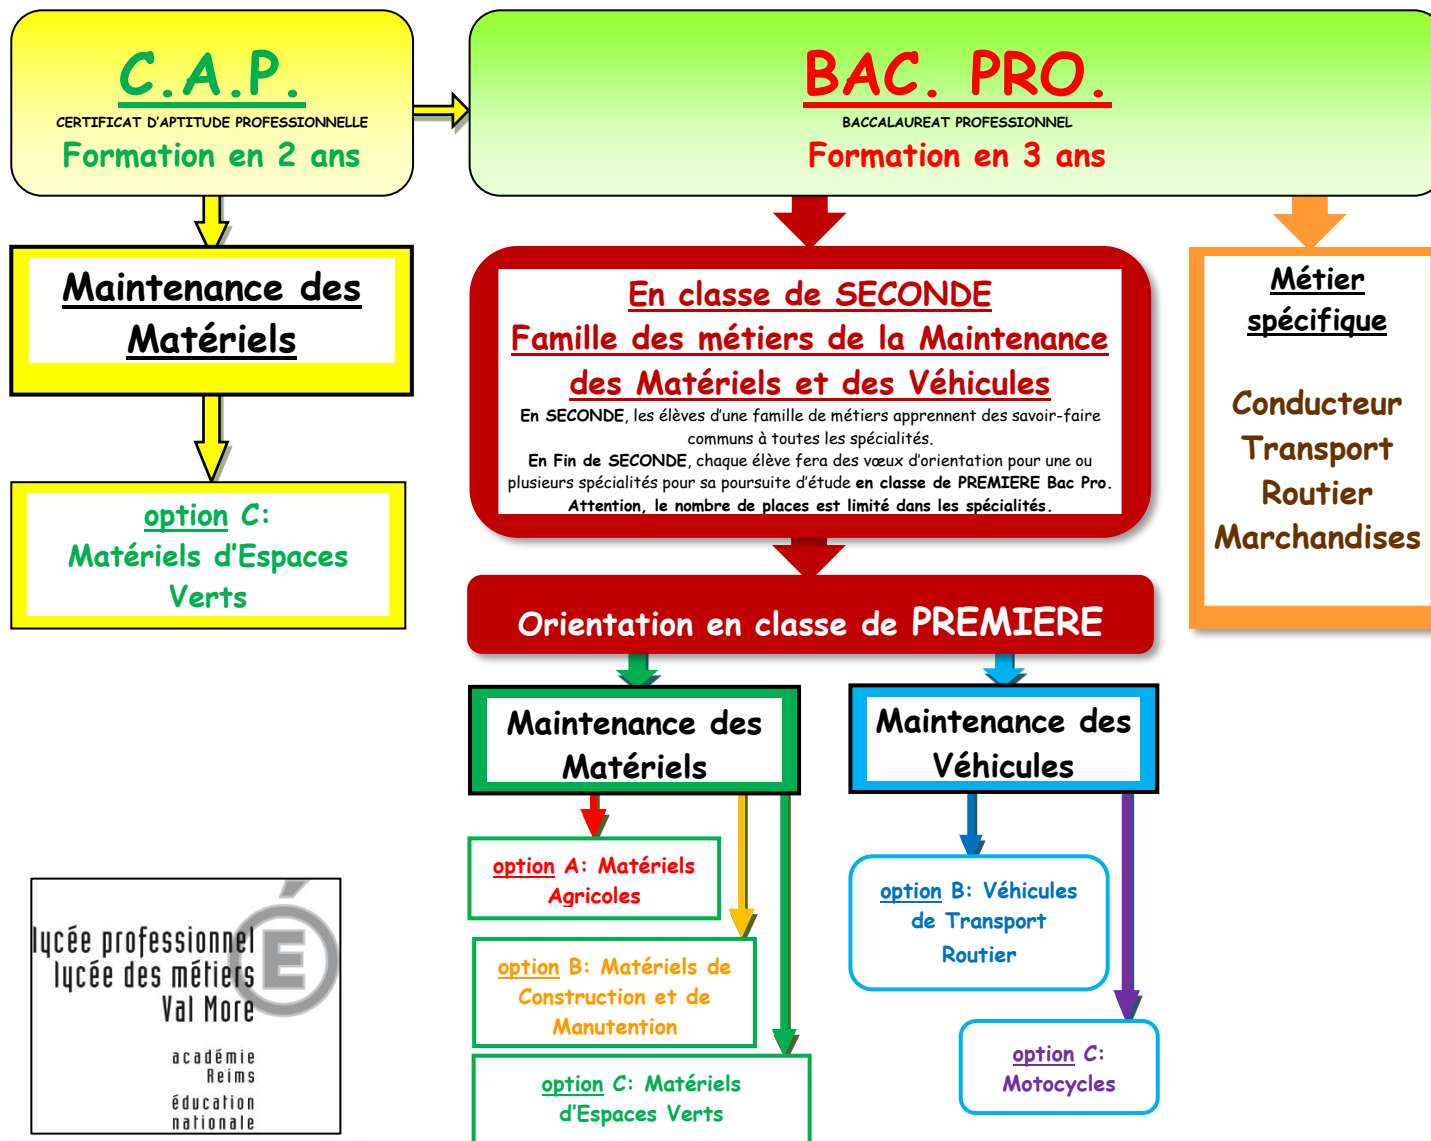 C.A.P.
CERTIFICAT D'APTITUDE PROFESSIONNELLE
Formation en 2 ans
BAC. PRO.
BACCALAUREAT PROFESSIONNEL
Formation en 3 ans
Maintenance des
Matériels
option C:
Matériels d'Espaces
Verts
En classe de SECONDE
Famille des métiers de la Maintenance
des Matériels et des Véhicules
En SECONDE, les élèves d'une famille de métiers apprennent des savoir-faire
communs à toutes les spécialités.
En Fin de SECONDE, chaque élève fera des vœux d'orientation pour une ou
plusieurs spécialités pour sa poursuite d'étude en classe de PREMIERE Bac Pro.
Attention, le nombre de places est limité dans les spécialités.
Métier
spécifique
Conducteur
Transport
Routier
Marchandises
Orientation en classe de PREMIERE
Maintenance des
Matériels
option A: Matériels
Agricoles
option B: Matériels de
Construction et de
Manutention
option C: Matériels
d'Espaces Verts
Maintenance des
Véhicules
option B: Véhicules
de Transport
Routier
option C:
Motocycles
lycée professionnel
lycée des métiers
Val More
É
académie
Reims
éducation
nationale